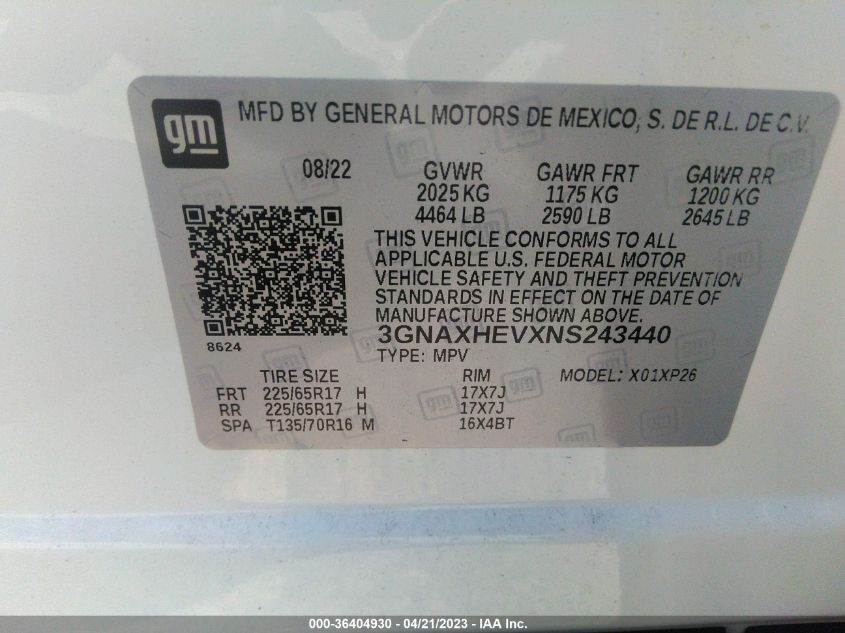 gm
MFD BY GENERAL MOTORS DE MEXICO, S. DE R.L. DE C.V.
08/22 GVWR GAWR FRT GAWR RR
2025 KG 1175 KG 1200 KG
4464 LB 2590 LB 2645 LB
THIS VEHICLE CONFORMS TO ALL
APPLICABLE U.S. FEDERAL MOTOR
VEHICLE SAFETY AND THEFT PREVENTION
STANDARDS IN EFFECT ON THE DATE OF
MANUFACTURE SHOWN ABOVE.
8624
3GNAXHEVXNS243440
TYPE: MPV
TIRE SIZE RIM MODEL: X01XP26
FRT 225/65R17 H 17X7J
RR 225/65R17 H 17X7J
SPA T135/70R16 M 16X4BT
000-36404930 - 04/21/2023 - IAA Inc.